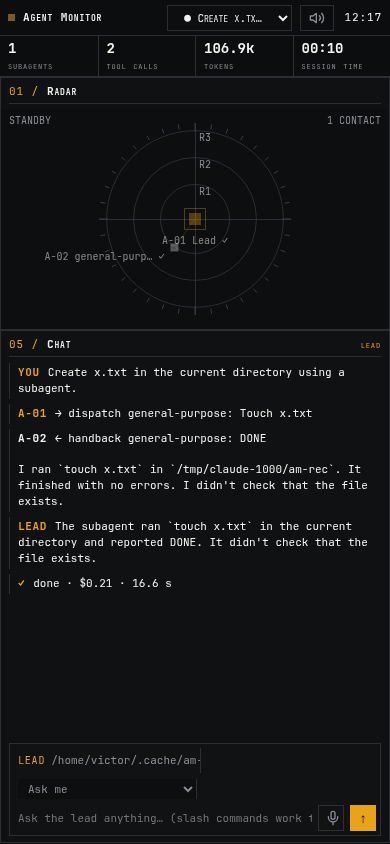 Agent Monitor
Create x.tx…
12:17
1
SUBAGENTS
2
TOOL CALLS
106.9k
TOKENS
00:10
SESSION TIME
01 / Radar
STANDBY
1 CONTACT
R3
R2
R1
A-01 Lead ✓
A-02 general-purp… ✓
05 / Chat
LEAD
YOU Create x.txt in the current directory using a
subagent.
A-01 → dispatch general-purpose: Touch x.txt
A-02 ← handback general-purpose: DONE
I ran `touch x.txt` in `/tmp/claude-1000/am-rec`. It
finished with no errors. I didn't check that the file
exists.
LEAD The subagent ran `touch x.txt` in the current
directory and reported DONE. It didn't check that the
file exists.
✓ done · $0.21 · 16.6 s
LEAD /home/victor/.cache/am-
Ask me
Ask the lead anything… (slash commands work t
↑